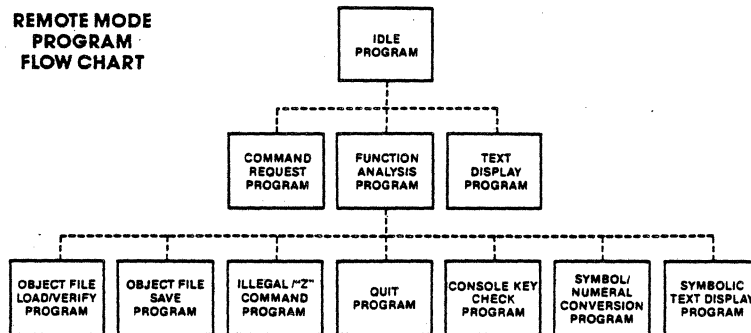 REMOTE MODE
PROGRAM
FLOW CHART
IDLE
PROGRAM
COMMAND
REQUEST
PROGRAM
FUNCTION
ANALYSIS
PROGRAM
TEXT
DISPLAY
PROGRAM
OBJECT FILE
LOAD/VERIFY
PROGRAM
OBJECT FILE
SAVE
PROGRAM
ILLEGAL/"Z"
COMMAND
PROGRAM
QUIT
PROGRAM
CONSOLE KEY
CHECK
PROGRAM
SYMBOL/
NUMERAL
CONVERSION
PROGRAM
SYMBOLIC
TEXT DISPLAY
PROGRAM